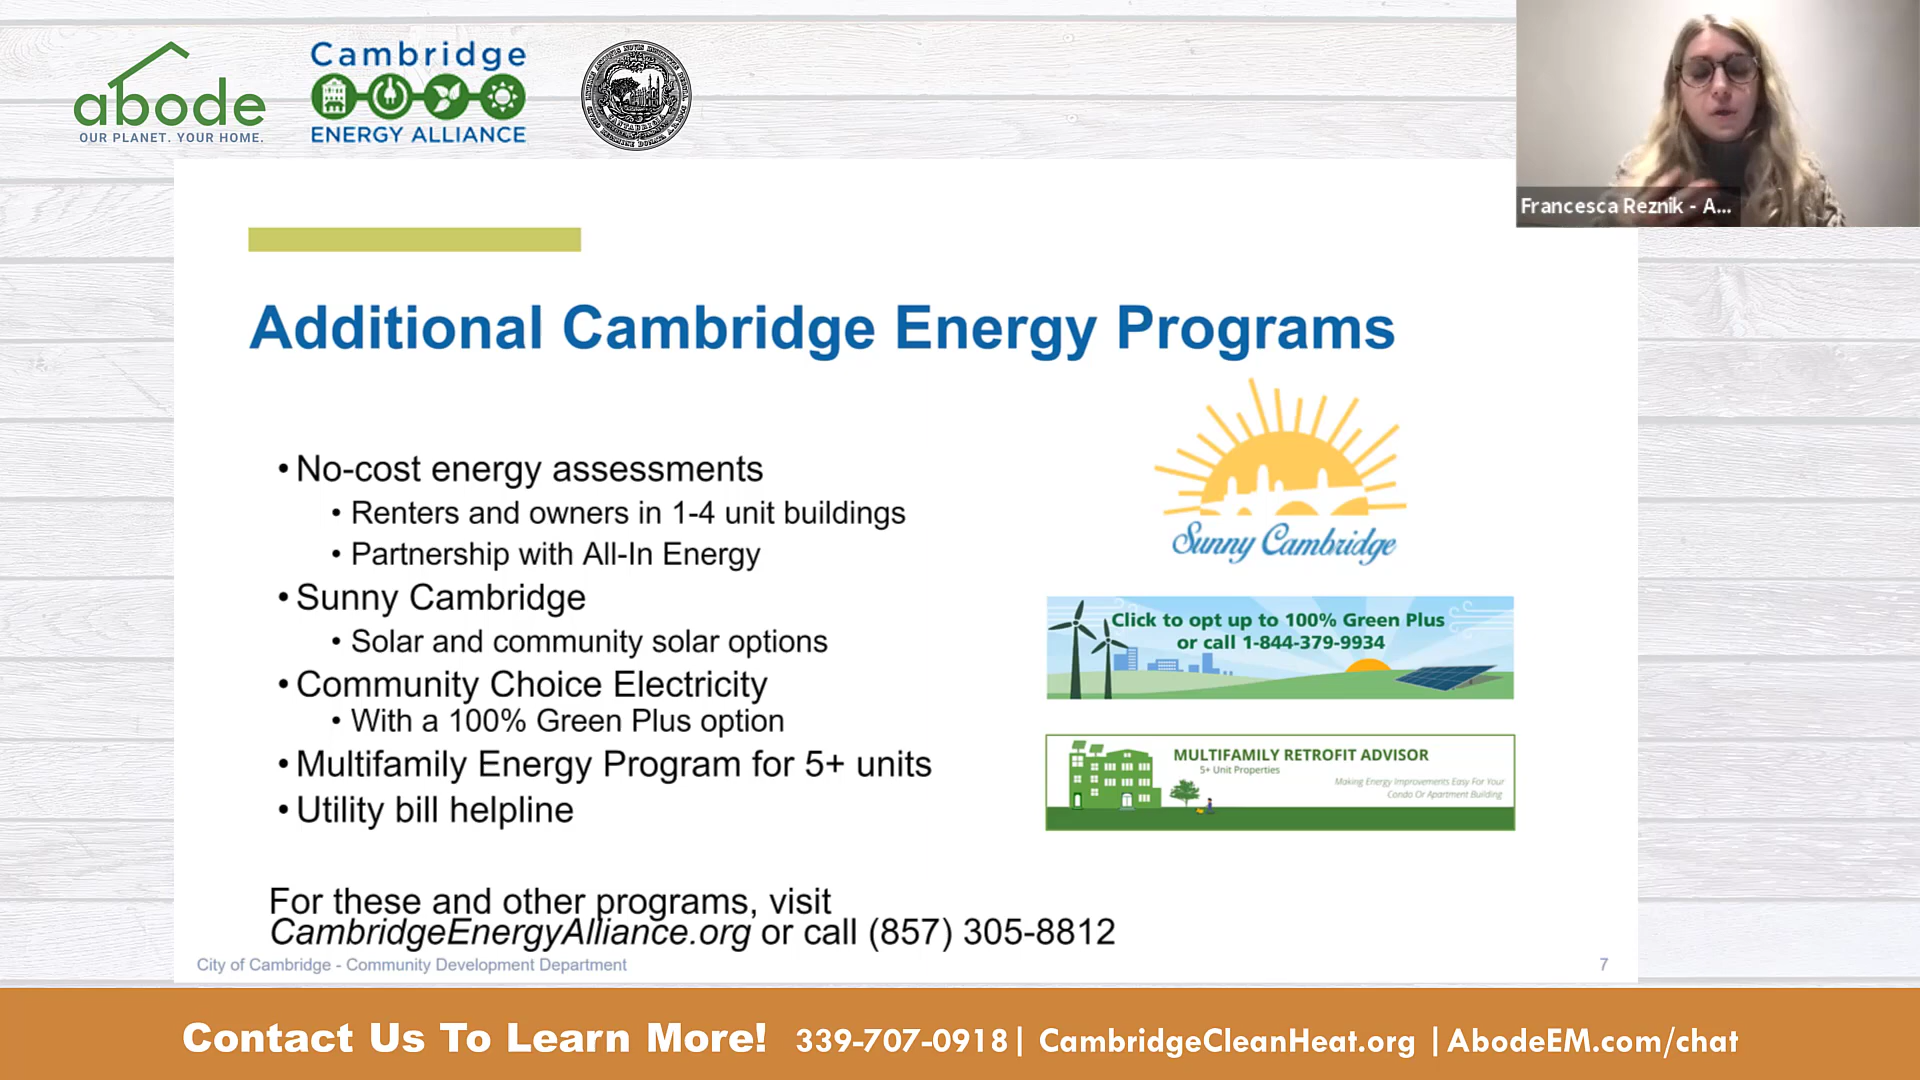 abode
OUR PLANET. YOUR HOME.
Cambridge
ENERGY ALLIANCE
Francesca Reznik - A...
Additional Cambridge Energy Programs
• No-cost energy assessments
• Renters and owners in 1-4 unit buildings
• Partnership with All-In Energy
• Sunny Cambridge
• Solar and community solar options
• Community Choice Electricity
• With a 100% Green Plus option
• Multifamily Energy Program for 5+ units
• Utility bill helpline
Sunny Cambridge
Click to opt up to 100% Green Plus
or call 1-844-379-9934
MULTIFAMILY RETROFIT ADVISOR
5+ Unit Properties
Making Energy Improvements Easy For Your
Condo Or Apartment Building
For these and other programs, visit
CambridgeEnergyAlliance.org or call (857) 305-8812
City of Cambridge - Community Development Department
7
Contact Us To Learn More! 339-707-0918| CambridgeCleanHeat.org |AbodeEM.com/chat